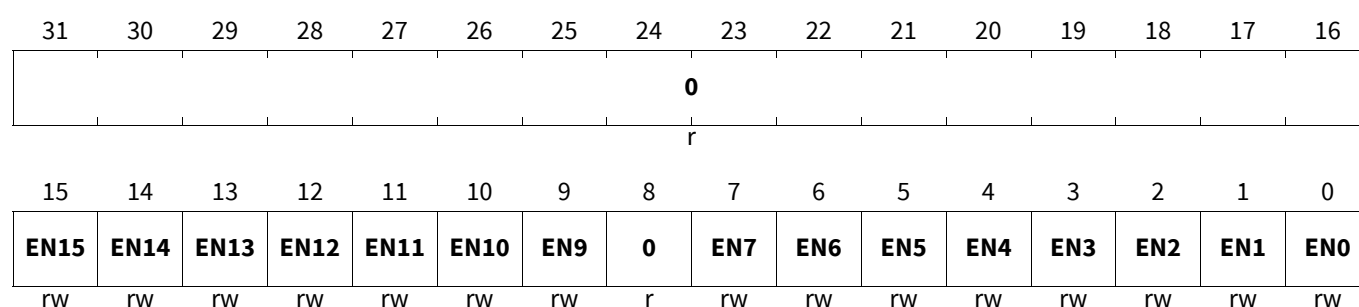 31 30 29 28 27 26 25 24 23 22 21 20 19 18 17 16
0
r
15 14 13 12 11 10 9 8 7 6 5 4 3 2 1 0
EN15 EN14 EN13 EN12 EN11 EN10 EN9 0 EN7 EN6 EN5 EN4 EN3 EN2 EN1 EN0
rw rw rw rw rw rw rw r rw rw rw rw rw rw rw rw